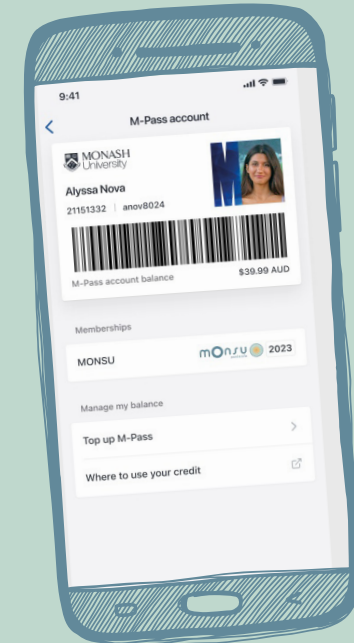 9:41
M-Pass account
MONASH
University
Alyssa Nova
21151332 | anov8024
M-Pass account balance $39.99 AUD
Memberships
MONSU monsu 2023
Manage my balance
Top up M-Pass
Where to use your credit